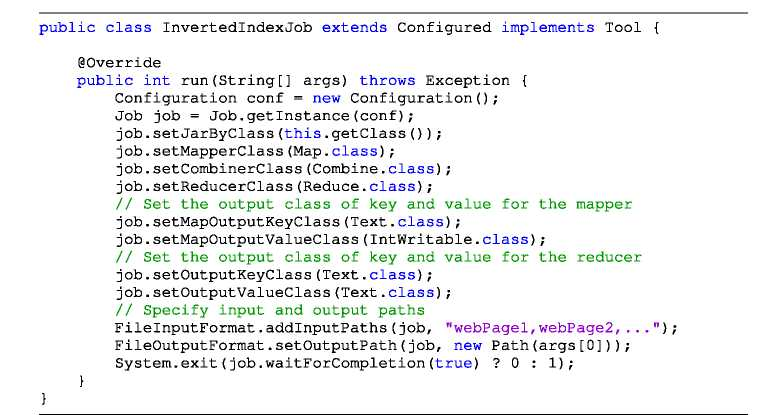 public class InvertedIndexJob extends Configured implements Tool {
@Override
public int run(String[] args) throws Exception {
Configuration conf = new Configuration();
Job job = Job.getInstance(conf);
job.setJarByClass(this.getClass());
job.setMapperClass(Map.class);
job.setCombinerClass(Combine.class);
job.setReducerClass(Reduce.class);
// Set the output class of key and value for the mapper
job.setMapOutputKeyClass(Text.class);
job.setMapOutputValueClass(IntWritable.class);
// Set the output class of key and value for the reducer
job.setOutputKeyClass(Text.class);
job.setOutputValueClass(Text.class);
// Specify input and output paths
FileInputFormat.addInputPaths(job, "webPage1,webPage2,...");
FileOutputFormat.setOutputPath(job, new Path(args[0]));
System.exit(job.waitForCompletion(true) ? 0 : 1);
}
}